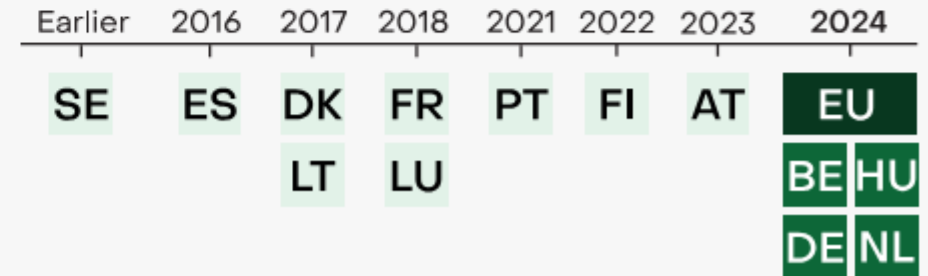 Earlier 2016 2017 2018 2021 2022 2023 2024
SE ES DK FR PT FI AT EU
LT LU BE HU
DE NL